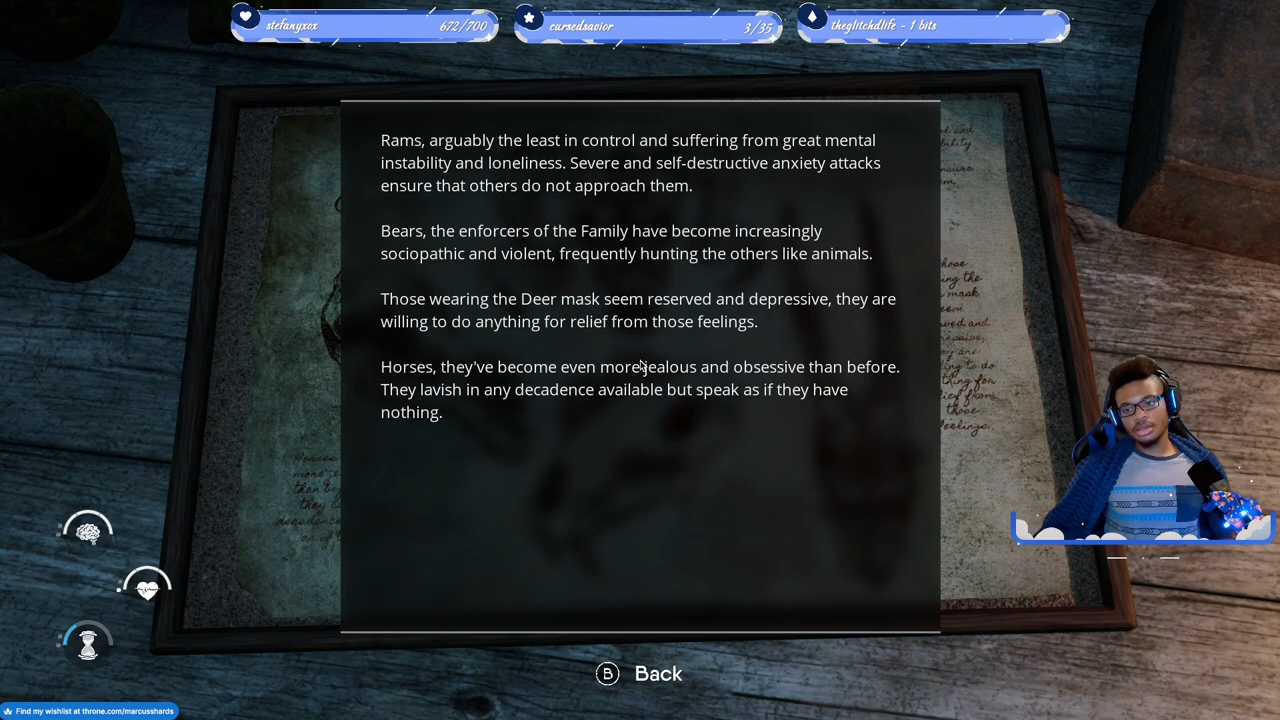 stefanyxox 672/700
cursedsavior 3/35
theglitchdlife - 1 bits
Rams, arguably the least in control and suffering from great mental
instability and loneliness. Severe and self-destructive anxiety attacks
ensure that others do not approach them.
Bears, the enforcers of the Family have become increasingly
sociopathic and violent, frequently hunting the others like animals.
Those wearing the Deer mask seem reserved and depressive, they are
willing to do anything for relief from those feelings.
Horses, they've become even more jealous and obsessive than before.
They lavish in any decadence available but speak as if they have
nothing.
B Back
Find my wishlist at throne.com/marcusshards